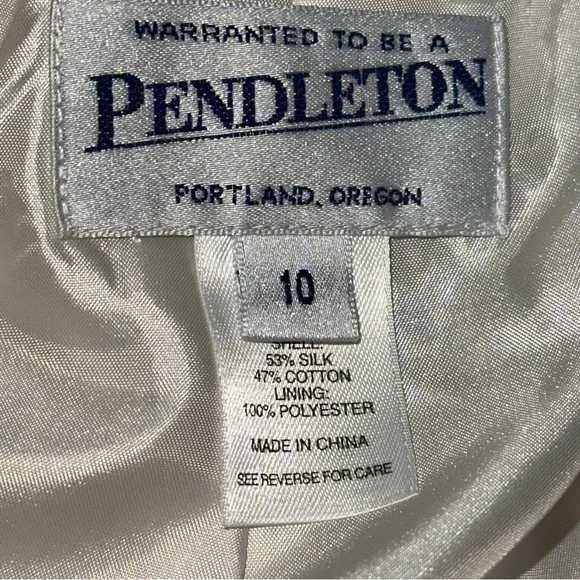 WARRANTED TO BE A
PENDLETON
PORTLAND, OREGON
10
SHELL:
53% SILK
47% COTTON
LINING:
100% POLYESTER
MADE IN CHINA
SEE REVERSE FOR CARE